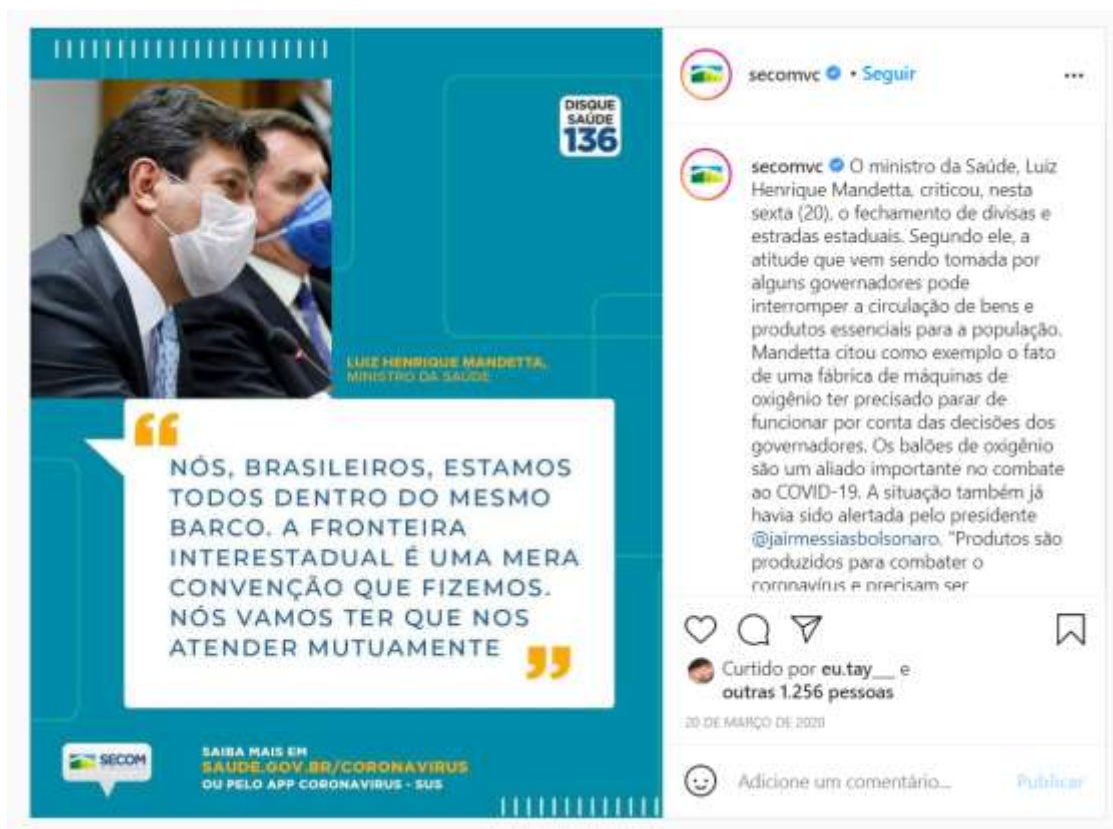 DISQUE
SAÚDE
136
LUIZ HENRIQUE MANDETTA,
MINISTRO DA SAÚDE
“
NÓS, BRASILEIROS, ESTAMOS
TODOS DENTRO DO MESMO
BARCO. A FRONTEIRA
INTERESTADUAL É UMA MERA
CONVENÇÃO QUE FIZEMOS.
NÓS VAMOS TER QUE NOS
ATENDER MUTUAMENTE ”
SECOM
SAIBA MAIS EM
SAUDE.GOV.BR/CORONAVIRUS
OU PELO APP CORONAVIRUS - SUS
secomvc • Seguir
...
secomvc O ministro da Saúde, Luiz
Henrique Mandetta, criticou, nesta
sexta (20), o fechamento de divisas e
estradas estaduais. Segundo ele, a
atitude que vem sendo tomada por
alguns governadores pode
interromper a circulação de bens e
produtos essenciais para a população.
Mandetta citou como exemplo o fato
de uma fábrica de máquinas de
oxigênio ter precisado parar de
funcionar por conta das decisões dos
governadores. Os balões de oxigênio
são um aliado importante no combate
ao COVID-19. A situação também já
havia sido alertada pelo presidente
@jairmessiasbolsonaro. "Produtos são
produzidos para combater o
coronavírus e precisam ser
Curtido por eu.tay___ e
outras 1.256 pessoas
20 DE MARÇO DE 2020
Adicione um comentário... Publicar